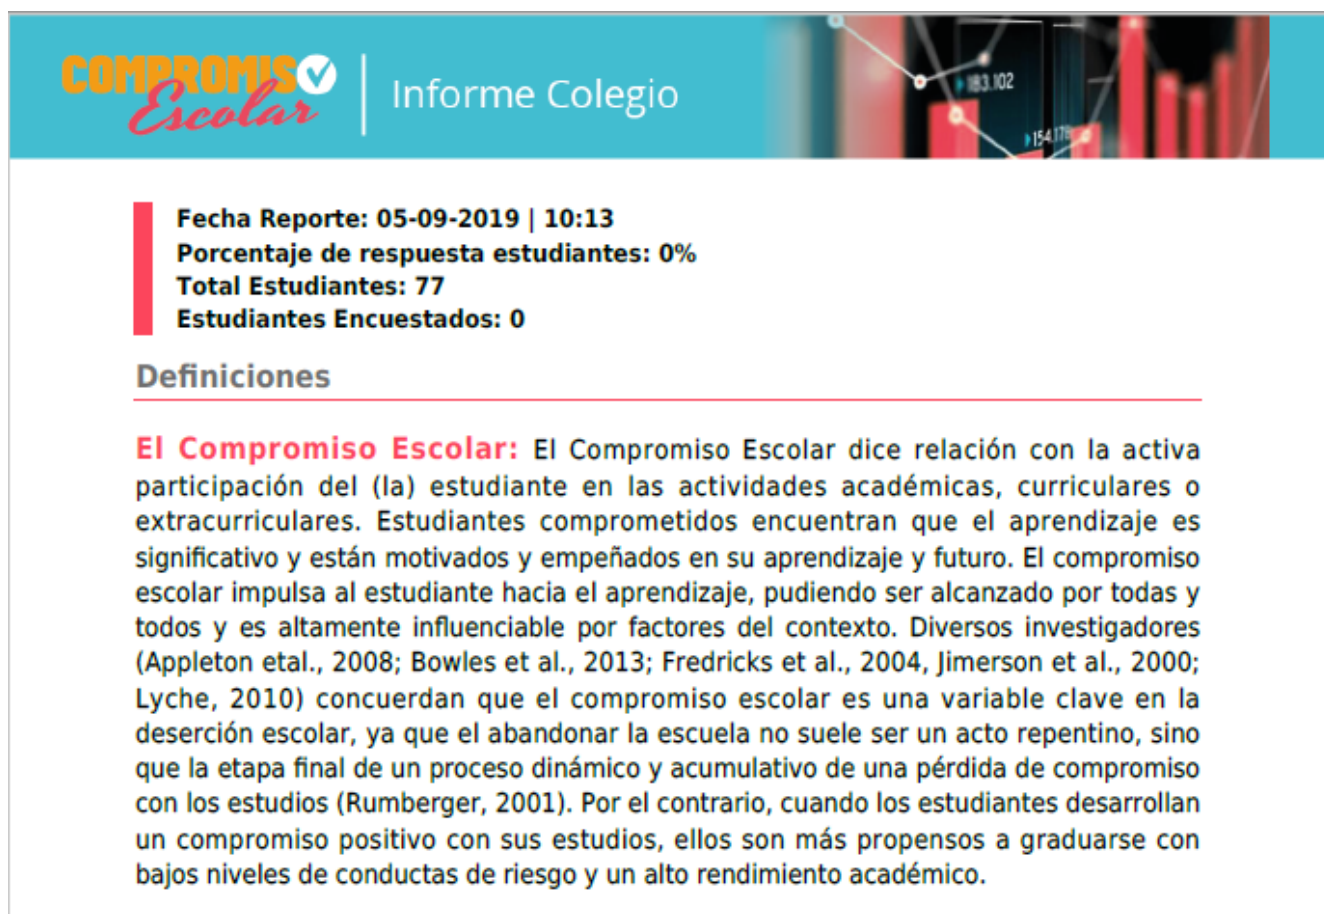 COMPROMISO
Escolar
Informe Colegio
183.102
154.178
Fecha Reporte: 05-09-2019 | 10:13
Porcentaje de respuesta estudiantes: 0%
Total Estudiantes: 77
Estudiantes Encuestados: 0
Definiciones
El Compromiso Escolar: El Compromiso Escolar dice relación con la activa
participación del (la) estudiante en las actividades académicas, curriculares o
extracurriculares. Estudiantes comprometidos encuentran que el aprendizaje es
significativo y están motivados y empeñados en su aprendizaje y futuro. El compromiso
escolar impulsa al estudiante hacia el aprendizaje, pudiendo ser alcanzado por todas y
todos y es altamente influenciable por factores del contexto. Diversos investigadores
(Appleton etal., 2008; Bowles et al., 2013; Fredricks et al., 2004, Jimerson et al., 2000;
Lyche, 2010) concuerdan que el compromiso escolar es una variable clave en la
deserción escolar, ya que el abandonar la escuela no suele ser un acto repentino, sino
que la etapa final de un proceso dinámico y acumulativo de una pérdida de compromiso
con los estudios (Rumberger, 2001). Por el contrario, cuando los estudiantes desarrollan
un compromiso positivo con sus estudios, ellos son más propensos a graduarse con
bajos niveles de conductas de riesgo y un alto rendimiento académico.